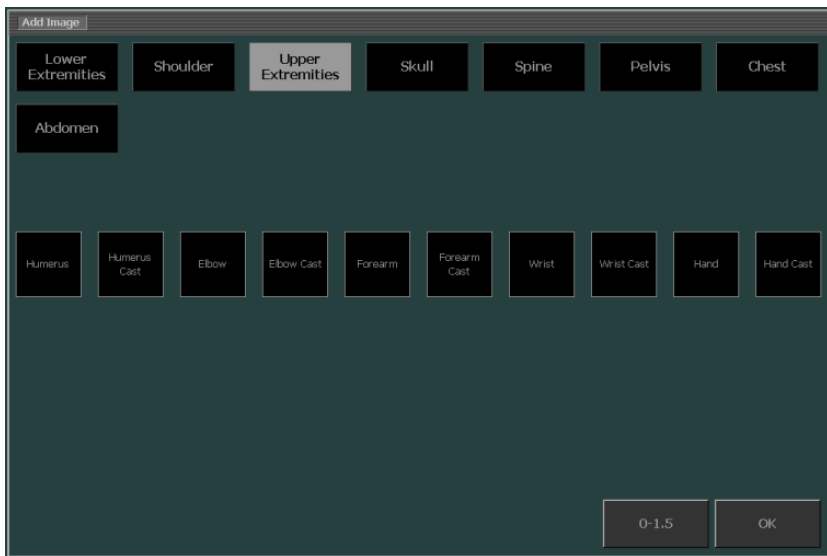 Add Image
Lower
Extremities
Shoulder
Upper
Extremities
Skull
Spine
Pelvis
Chest
Abdomen
Humerus
Humerus
Cast
Elbow
Elbow Cast
Forearm
Forearm
Cast
Wrist
Wrist Cast
Hand
Hand Cast
0-1.5
OK